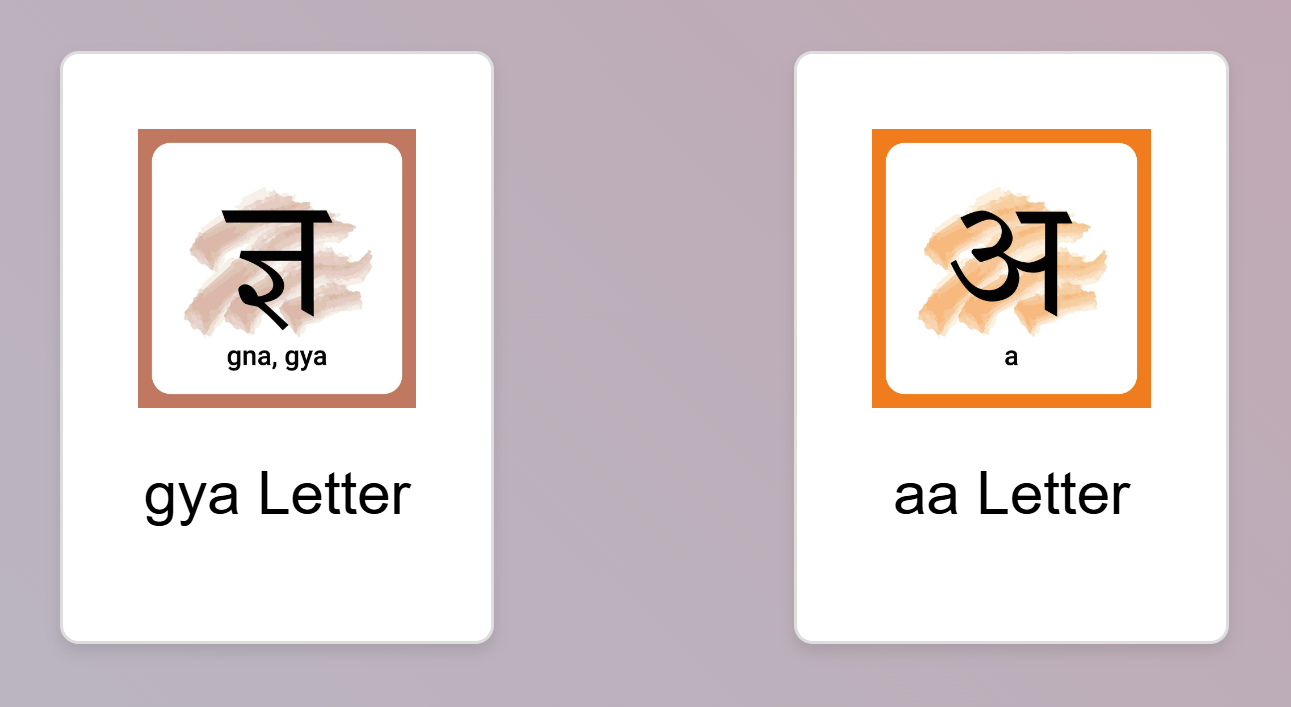 ज्ञ
gna, gya
gya Letter
अ
a
aa Letter